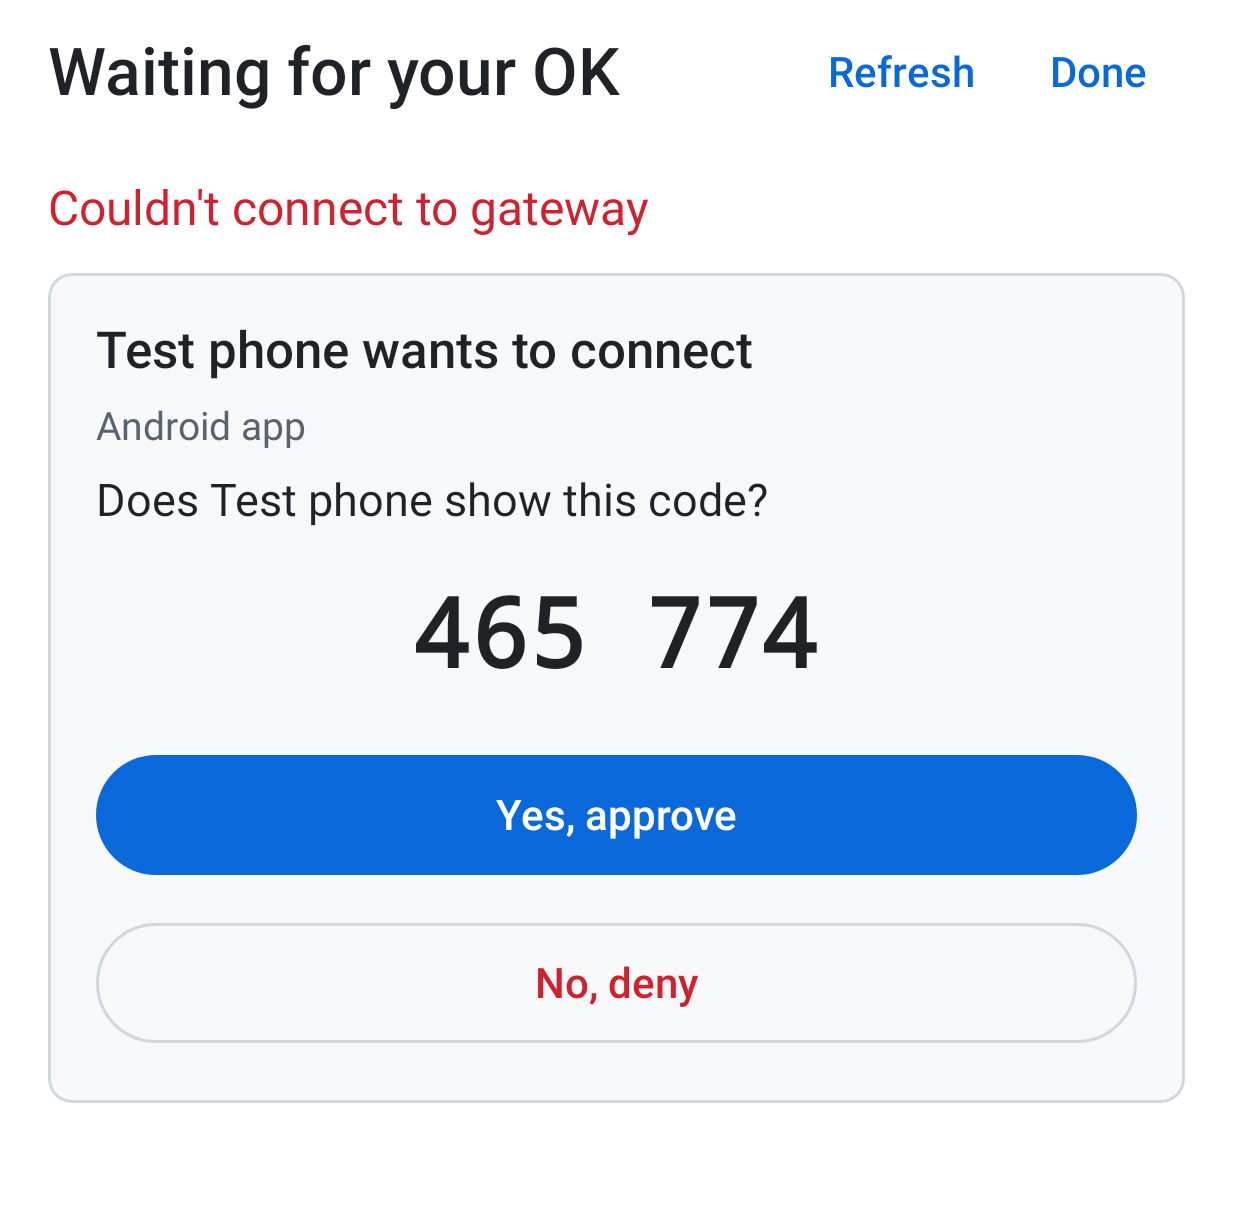 Waiting for your OK
Refresh
Done
Couldn't connect to gateway
Test phone wants to connect
Android app
Does Test phone show this code?
465 774
Yes, approve
No, deny